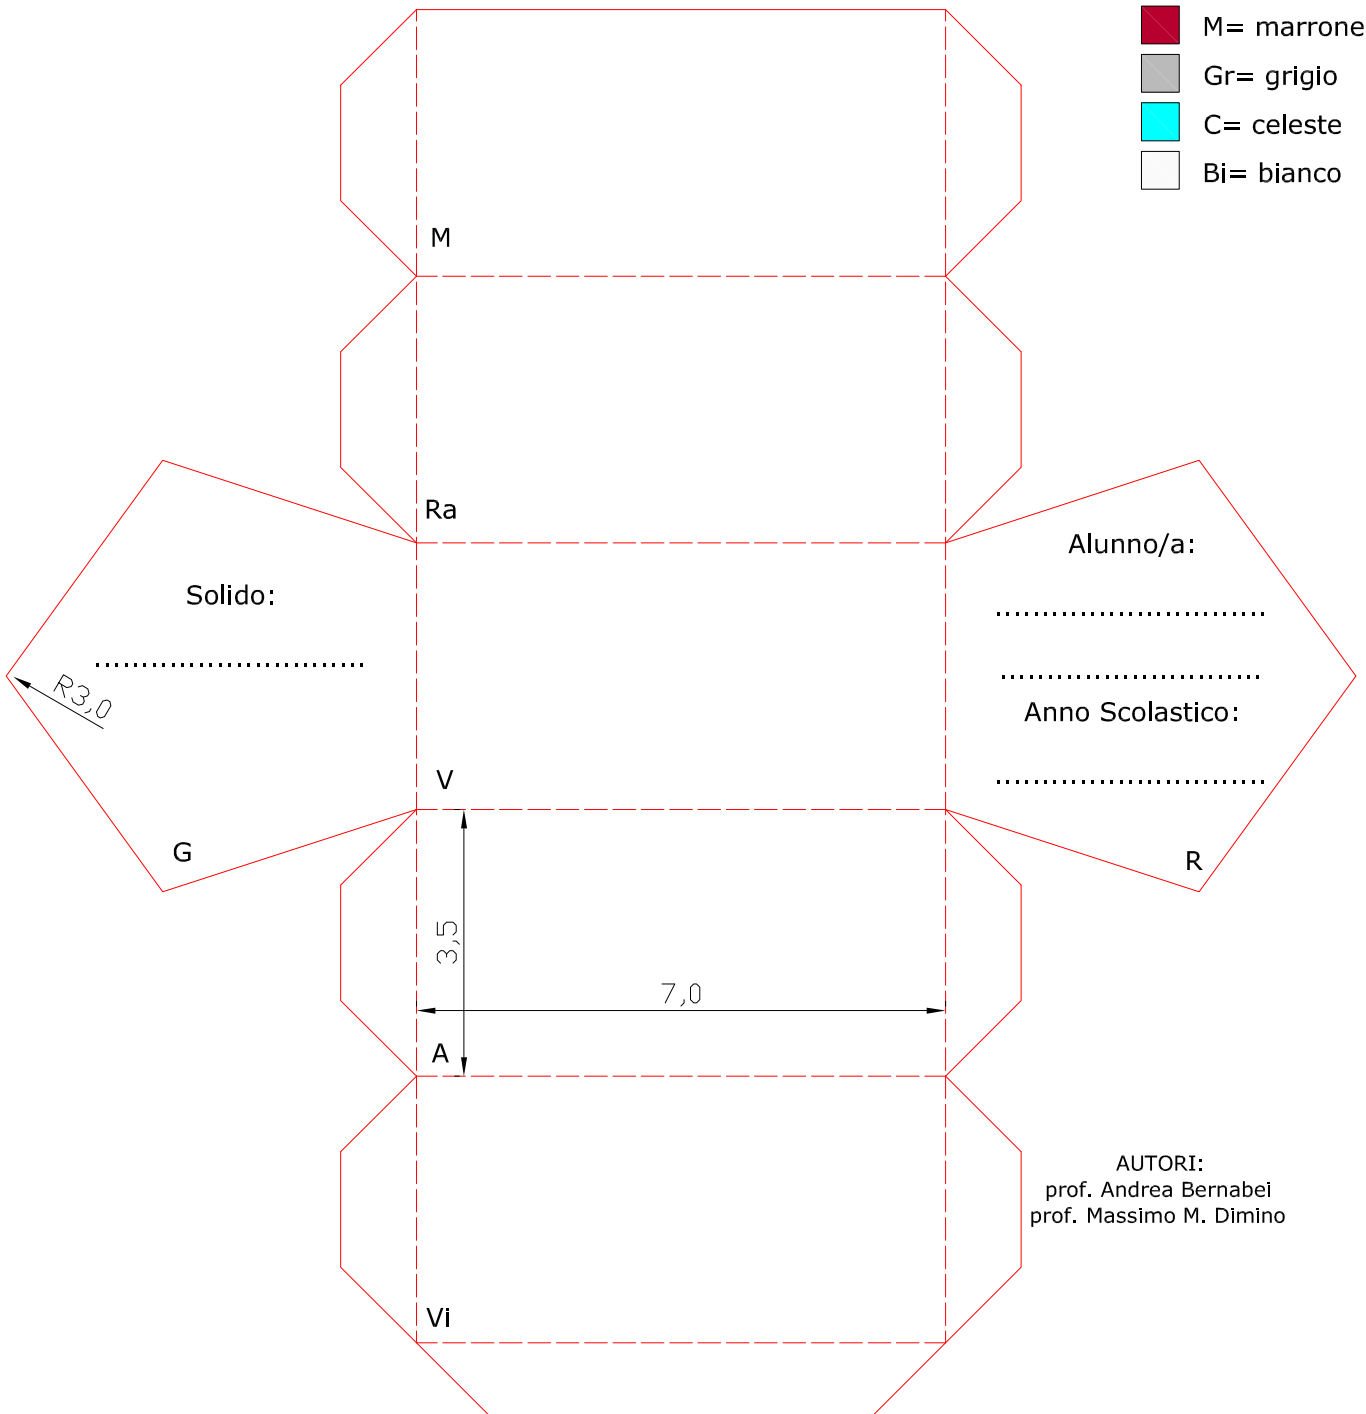 M= marrone
Gr= grigio
C= celeste
Bi= bianco
M
Ra
Alunno/a:
Solido:
R3,0
Anno Scolastico:
V
G
R
3,5
7,0
A
AUTORI:
prof. Andrea Bernabei
prof. Massimo M. Dimino
Vi